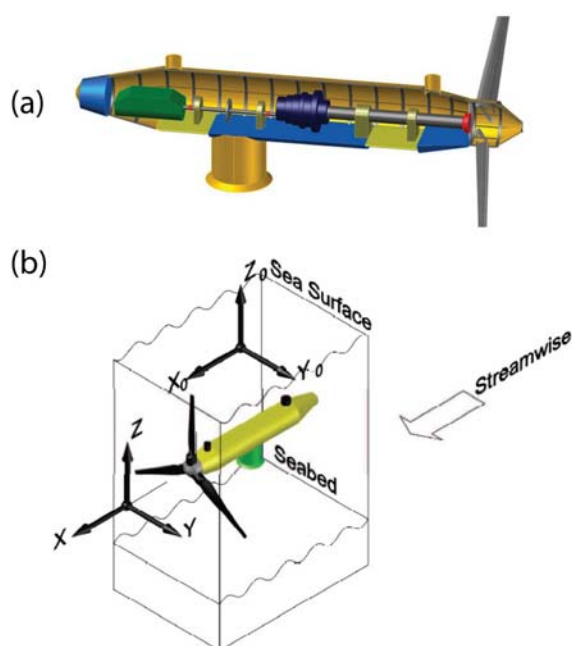 (a)
(b)
Z₀ Sea Surface
X₀
Y₀
Streamwise
Z
Seabed
X
Y